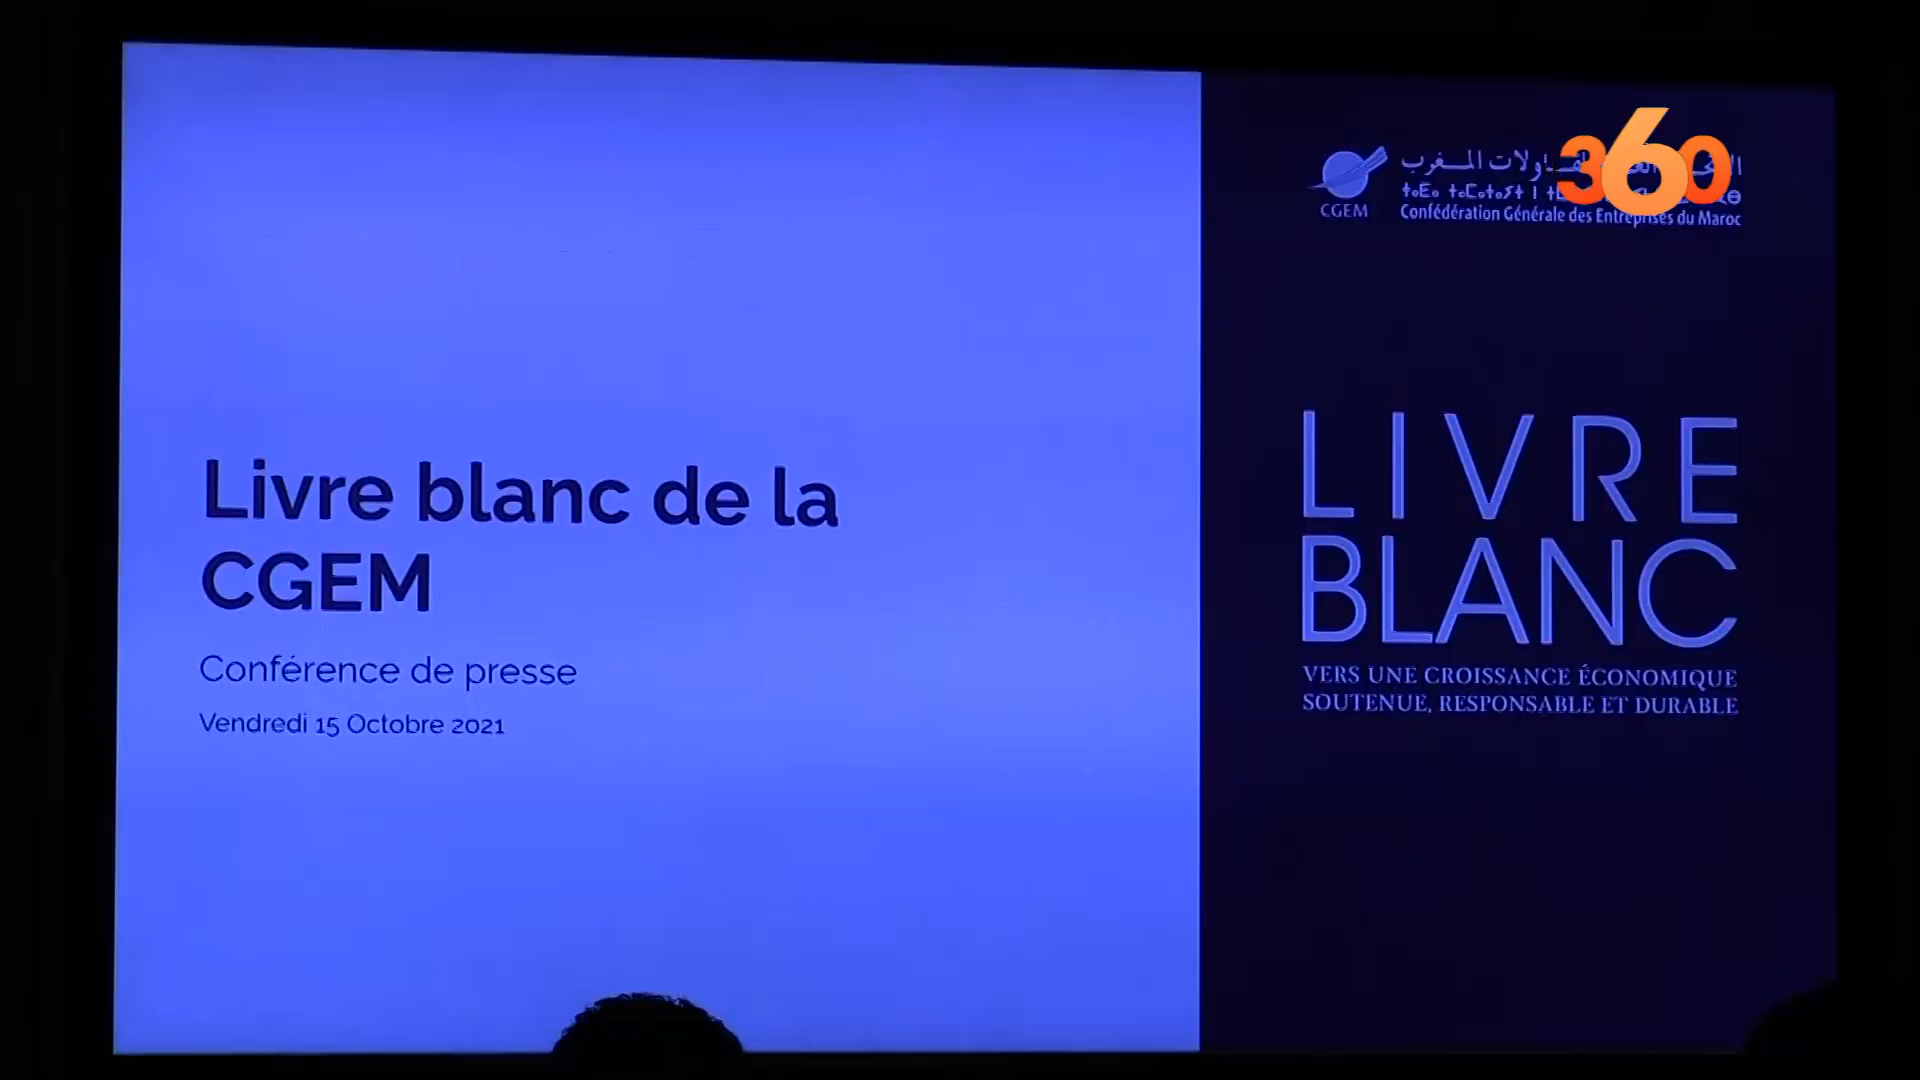 Livre blanc de la
CGEM
Conférence de presse
Vendredi 15 Octobre 2021
360
CGEM
المغرب
Confédération Générale des Entreprises du Maroc
LIVRE
BLANC
VERS UNE CROISSANCE ÉCONOMIQUE
SOUTENUE, RESPONSABLE ET DURABLE